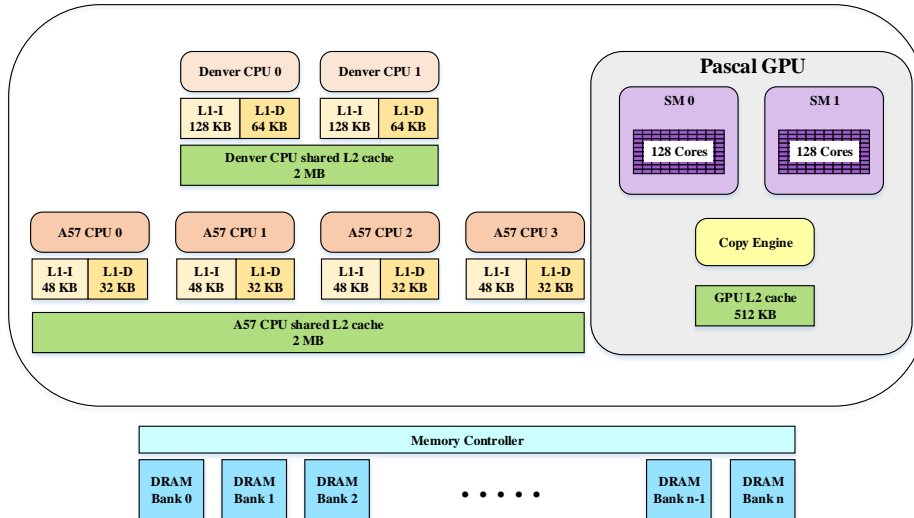 Denver CPU 0
Denver CPU 1
L1-I
128 KB
L1-D
64 KB
L1-I
128 KB
L1-D
64 KB
Denver CPU shared L2 cache
2 MB
A57 CPU 0
A57 CPU 1
A57 CPU 2
A57 CPU 3
L1-I
48 KB
L1-D
32 KB
L1-I
48 KB
L1-D
32 KB
L1-I
48 KB
L1-D
32 KB
L1-I
48 KB
L1-D
32 KB
A57 CPU shared L2 cache
2 MB
Pascal GPU
SM 0
128 Cores
SM 1
128 Cores
Copy Engine
GPU L2 cache
512 KB
Memory Controller
DRAM
Bank 0
DRAM
Bank 1
DRAM
Bank 2
• • • • •
DRAM
Bank n-1
DRAM
Bank n